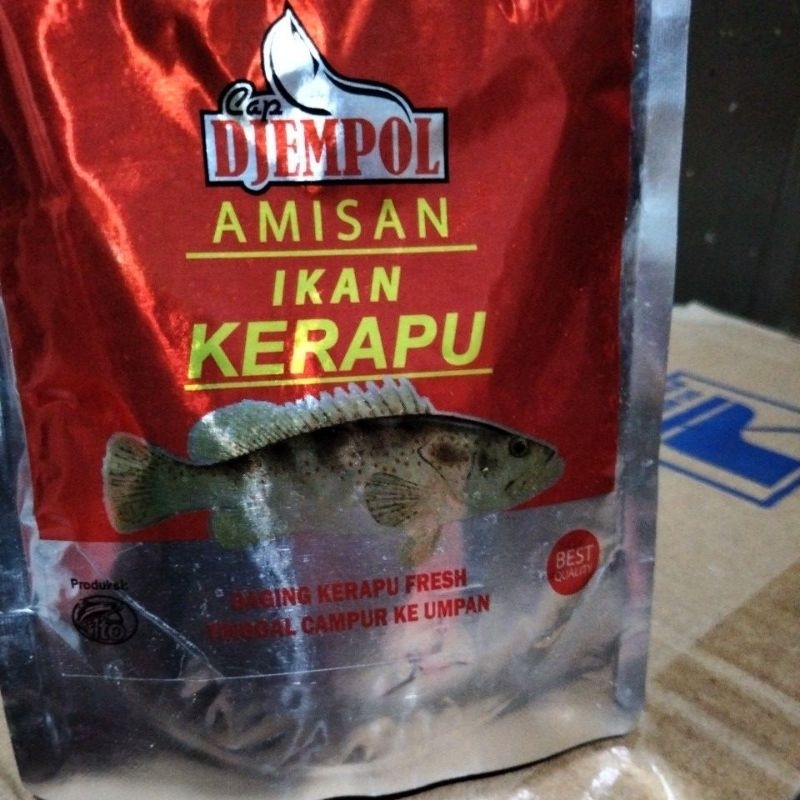 Cap
DJEMPOL
AMISAN
IKAN
KERAPU
BEST
QUALITY
Produksi
DAGING KERAPU FRESH
TINGGAL CAMPUR KE UMPAN